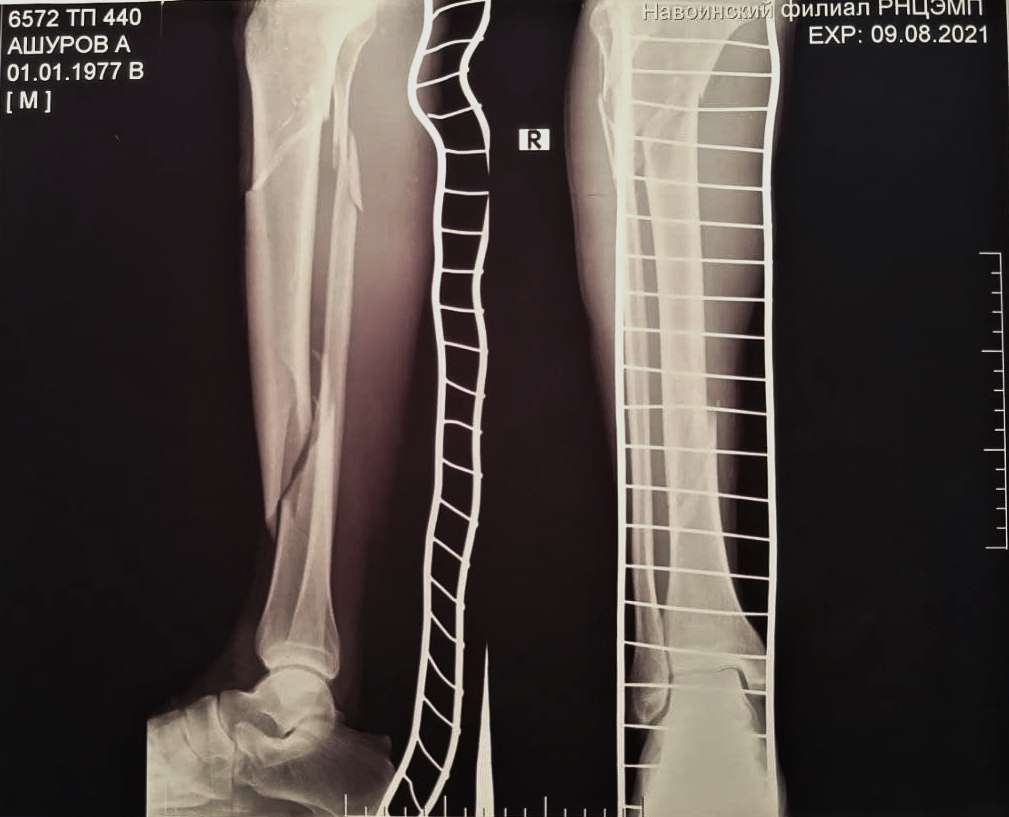 6572 ТП 440
АШУРОВ А
01.01.1977 В
[ М ]
Навоинский филиал РНЦЭМП
EXP: 09.08.2021
R